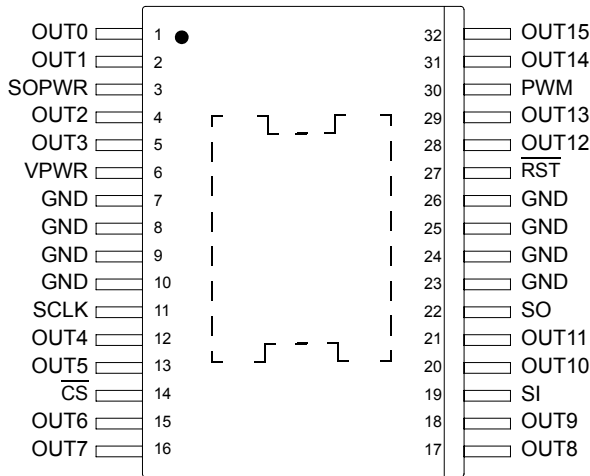 OUT0 1 32 OUT15
OUT1 2 31 OUT14
SOPWR 3 30 PWM
OUT2 4 29 OUT13
OUT3 5 28 OUT12
VPWR 6 27 RST
GND 7 26 GND
GND 8 25 GND
GND 9 24 GND
GND 10 23 GND
SCLK 11 22 SO
OUT4 12 21 OUT11
OUT5 13 20 OUT10
CS 14 19 SI
OUT6 15 18 OUT9
OUT7 16 17 OUT8